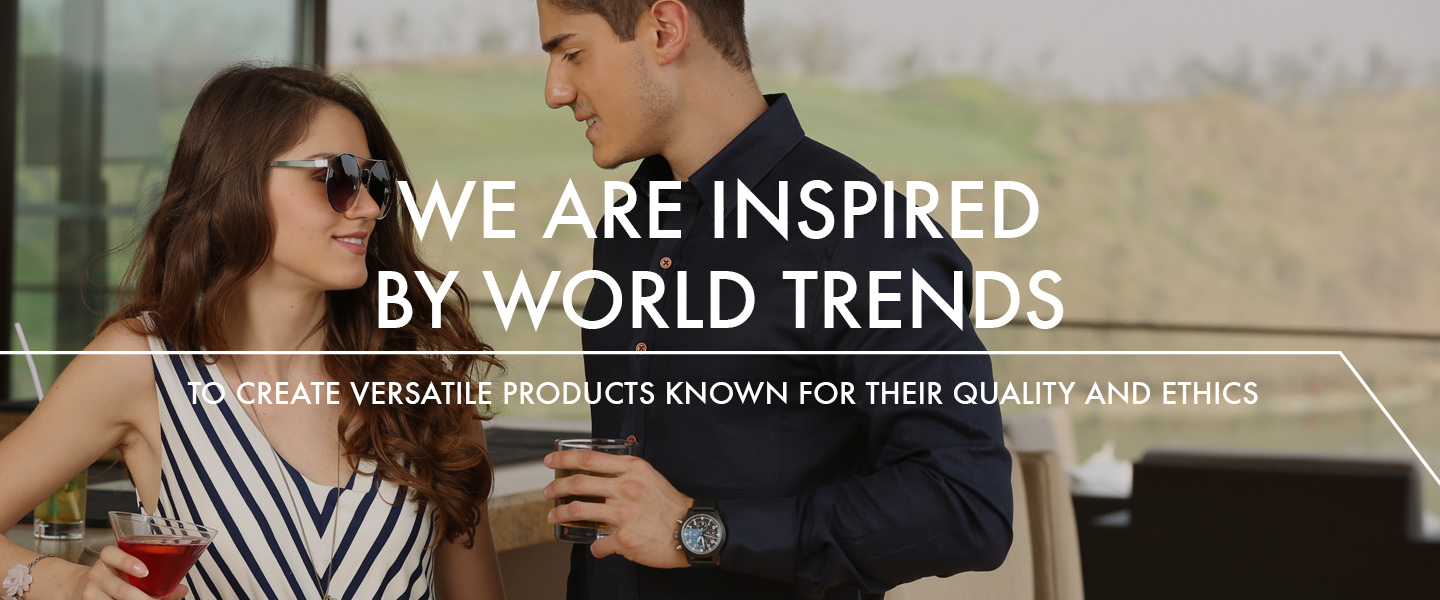 WE ARE INSPIRED
BY WORLD TRENDS
TO CREATE VERSATILE PRODUCTS KNOWN FOR THEIR QUALITY AND ETHICS